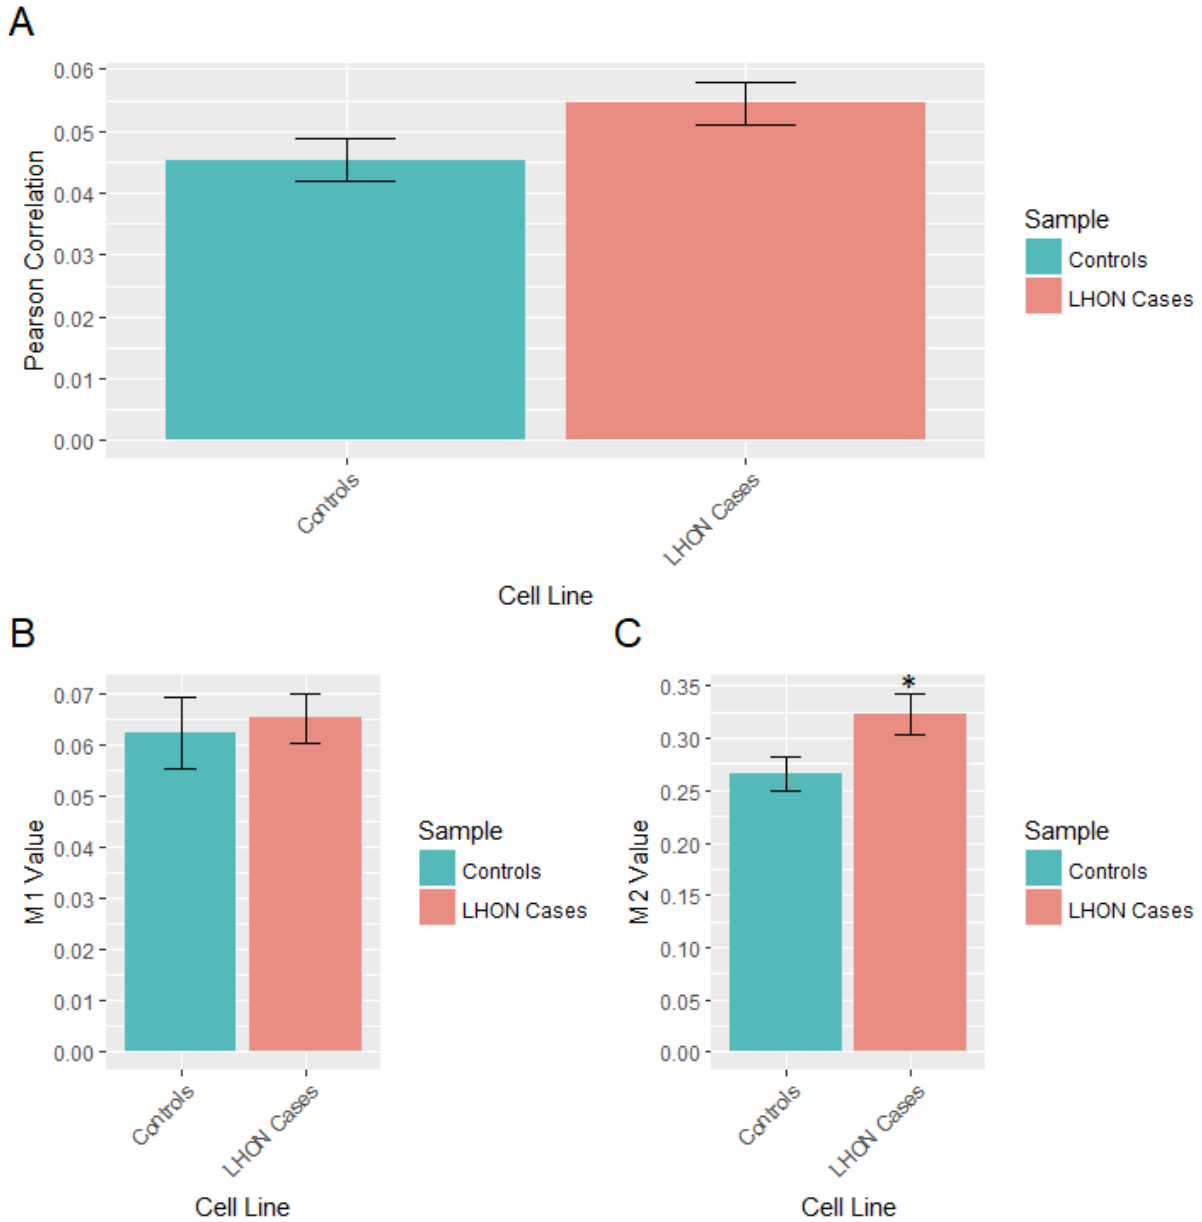 A
0.06
0.05
0.04
0.03
0.02
0.01
0.00
Pearson Correlation
Controls
LHON Cases
Cell Line
Sample
Controls
LHON Cases
B
0.07
0.06
0.05
0.04
0.03
0.02
0.01
0.00
M1 Value
Controls
LHON Cases
Cell Line
Sample
Controls
LHON Cases
C
0.35
0.30
0.25
0.20
0.15
0.10
0.05
0.00
M2 Value
*
Controls
LHON Cases
Cell Line
Sample
Controls
LHON Cases